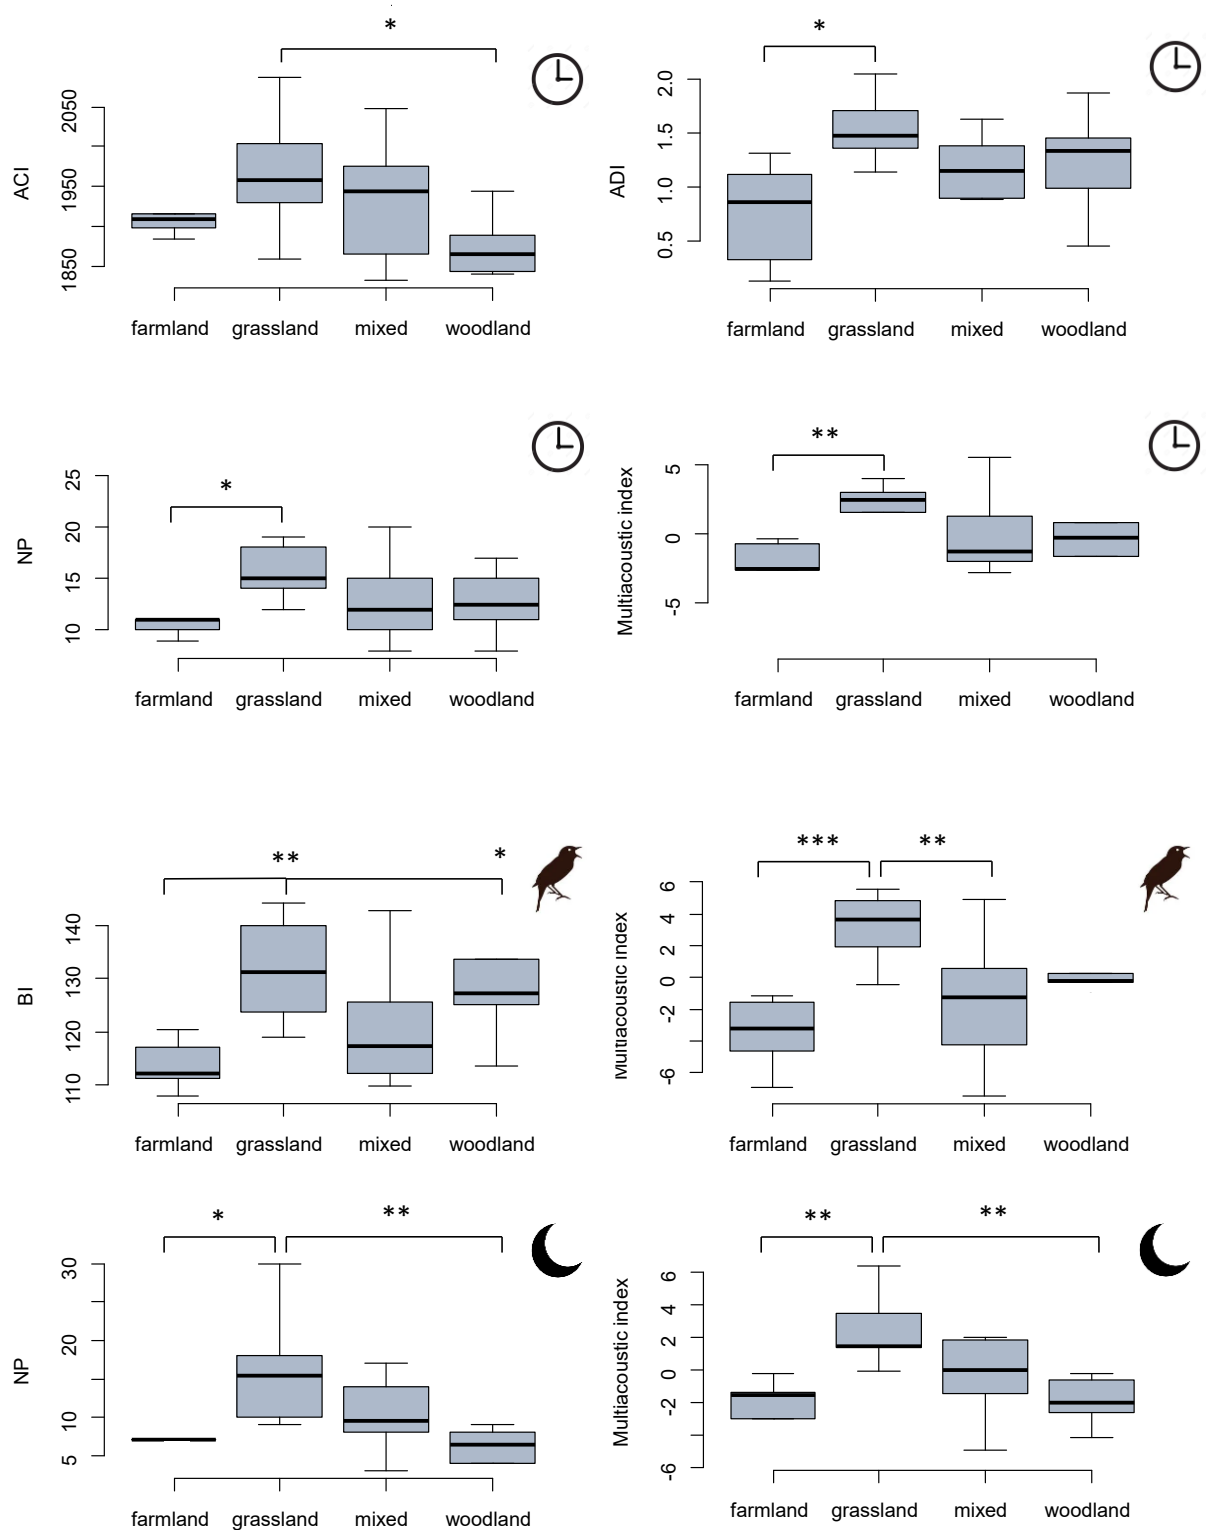 *
ACI
2050
1950
1850
farmland grassland mixed woodland
*
ADI
2.0
1.5
1.0
0.5
farmland grassland mixed woodland
*
NP
25
20
15
10
farmland grassland mixed woodland
**
Multiacoustic index
5
0
-5
farmland grassland mixed woodland
** *
BI
140
130
120
110
farmland grassland mixed woodland
*** **
Multiacoustic index
6
4
2
0
-2
-6
farmland grassland mixed woodland
* **
NP
30
20
10
5
farmland grassland mixed woodland
** **
Multiacoustic index
6
4
2
0
-2
-6
farmland grassland mixed woodland